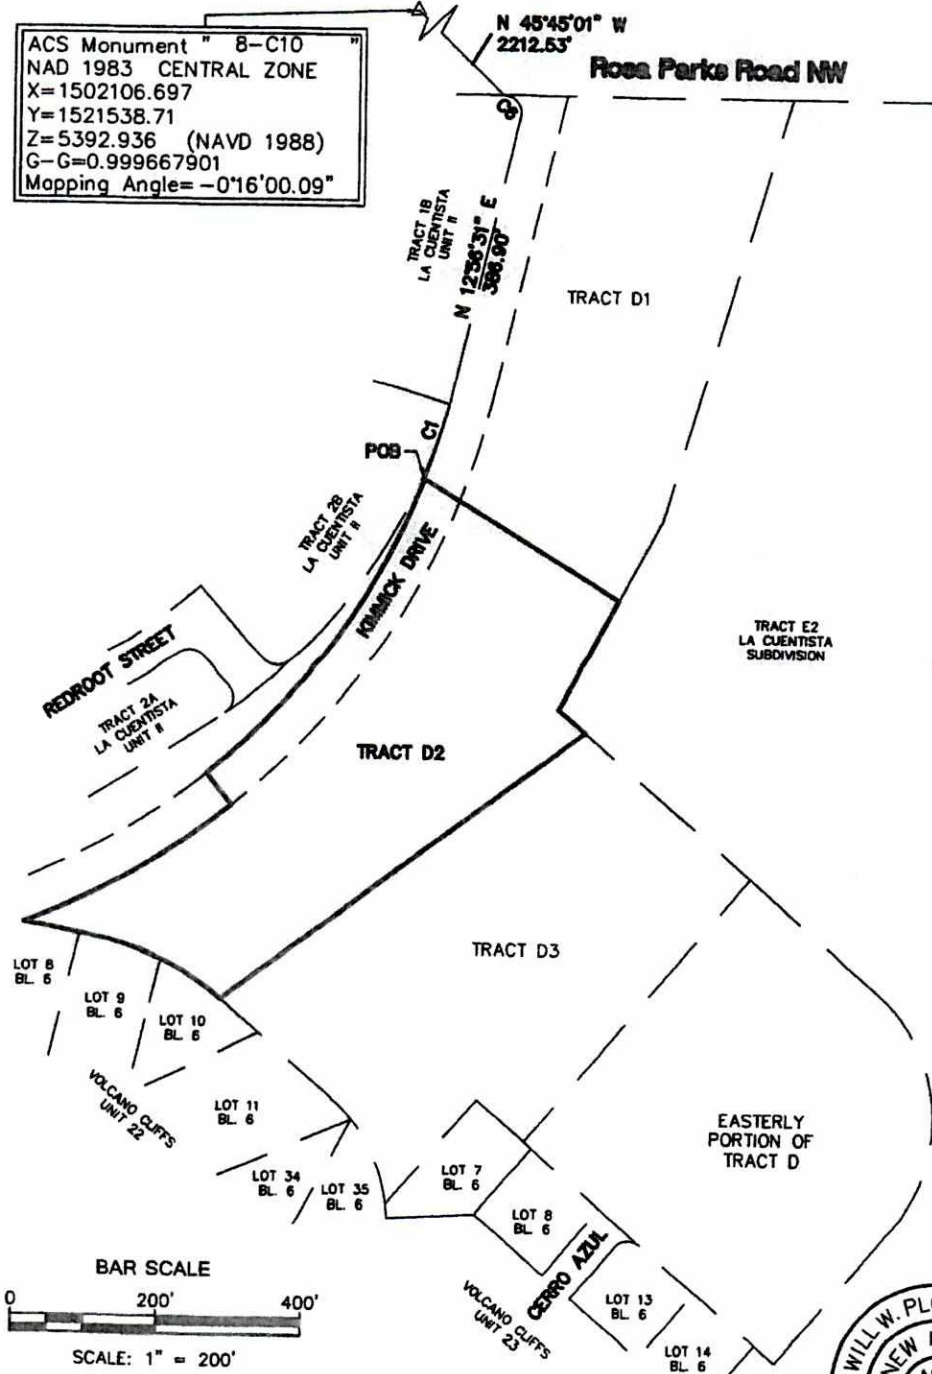 ACS Monument " 8-C10 "
NAD 1983 CENTRAL ZONE
X=1502106.697
Y=1521538.71
Z=5392.936 (NAVD 1988)
G-G=0.999667901
Mapping Angle= -0°16'00.09"
N 45°45'01" W
2212.53'
Rosa Parks Road NW
TRACT 1B
LA CUENTISTA
UNIT II
N 12°56'31" E
TRACT D1
C1
POB
TRACT 2B
LA CUENTISTA
UNIT II
KIMMICK DRIVE
TRACT E2
LA CUENTISTA
SUBDIVISION
REDROOT STREET
TRACT 2A
LA CUENTISTA
UNIT II
TRACT D2
TRACT D3
LOT 8
BL. 6
LOT 9
BL. 6
LOT 10
BL. 6
VOLCANO CLIFFS
UNIT 22
LOT 11
BL. 6
EASTERLY
PORTION OF
TRACT D
LOT 34
BL. 6
LOT 35
BL. 6
LOT 7
BL. 6
LOT 8
BL. 6
CERRO AZUL
VOLCANO CLIFFS
UNIT 23
LOT 13
BL. 6
LOT 14
BL. 6
BAR SCALE
0 200' 400'
SCALE: 1" = 200'
WILL W. PLO
NEW